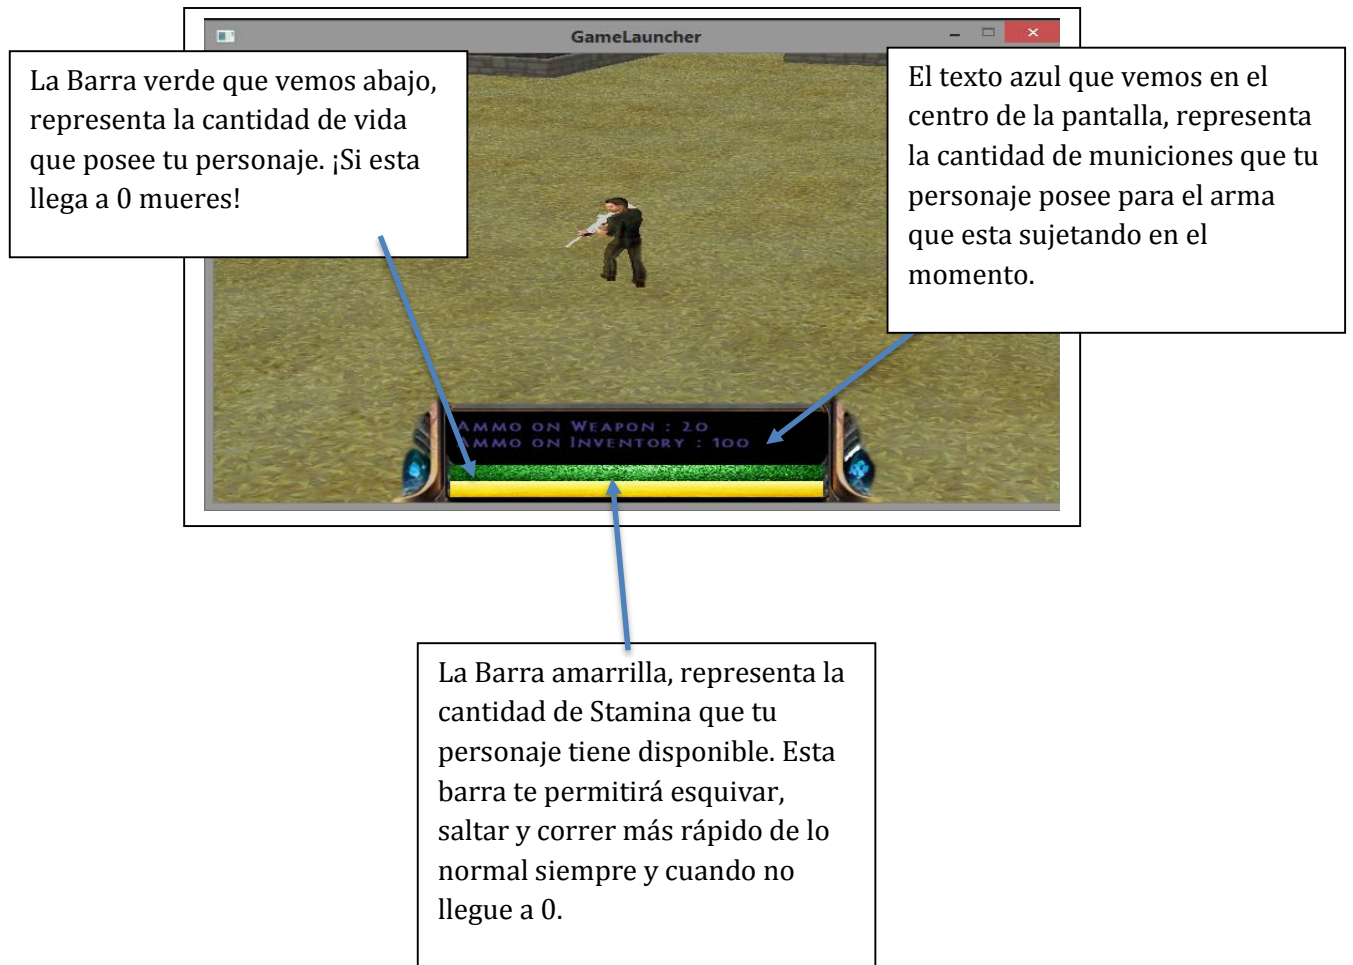 GameLauncher
La Barra verde que vemos abajo,
representa la cantidad de vida
que posee tu personaje. ¡Si esta
llega a 0 mueres!
El texto azul que vemos en el
centro de la pantalla, representa
la cantidad de municiones que tu
personaje posee para el arma
que esta sujetando en el
momento.
AMMO ON WEAPON : 20
AMMO ON INVENTORY : 100
La Barra amarrilla, representa la
cantidad de Stamina que tu
personaje tiene disponible. Esta
barra te permitirá esquivar,
saltar y correr más rápido de lo
normal siempre y cuando no
llegue a 0.